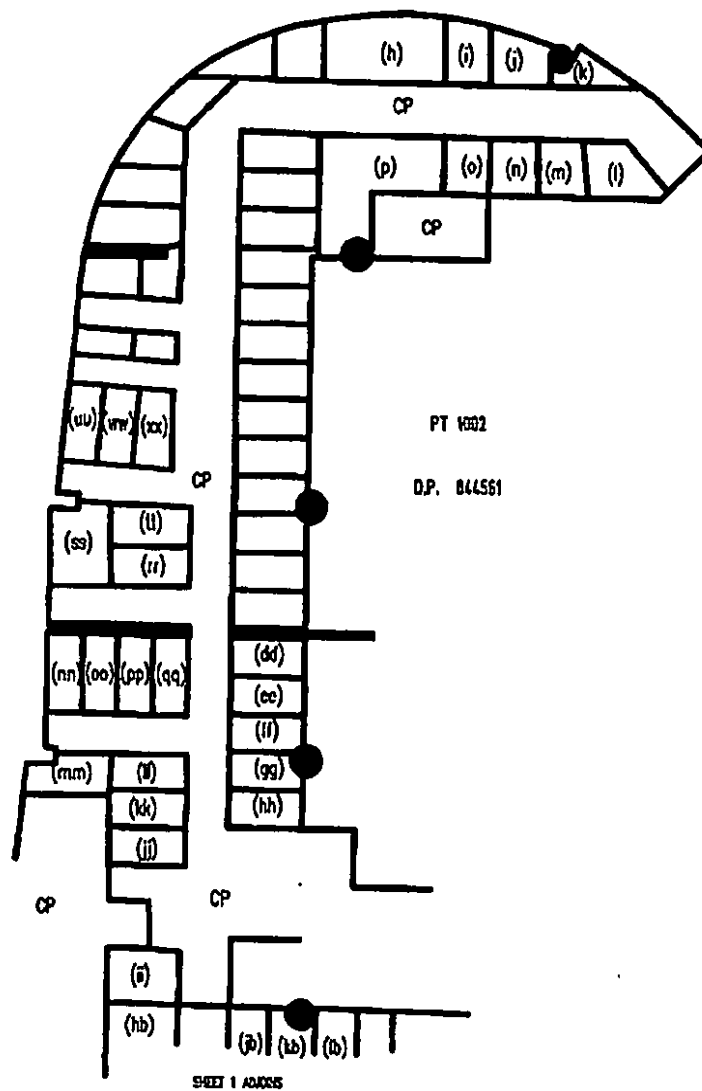 (h) (i) (j) (k)
CP
(p) (o) (n) (m) (l)
CP
(uu) (vw) (xx)
PT 1002
D.P. 844561
CP
(ss) (tt)
(rr)
(nn) (oo) (pp) (qq)
(dd)
(ee)
(ff)
(mm) (ll) (gg)
(kk) (hh)
(jj)
CP CP
(ii)
(hb) (jb) (kb) (lb)
SHEET 1 ADJOINS